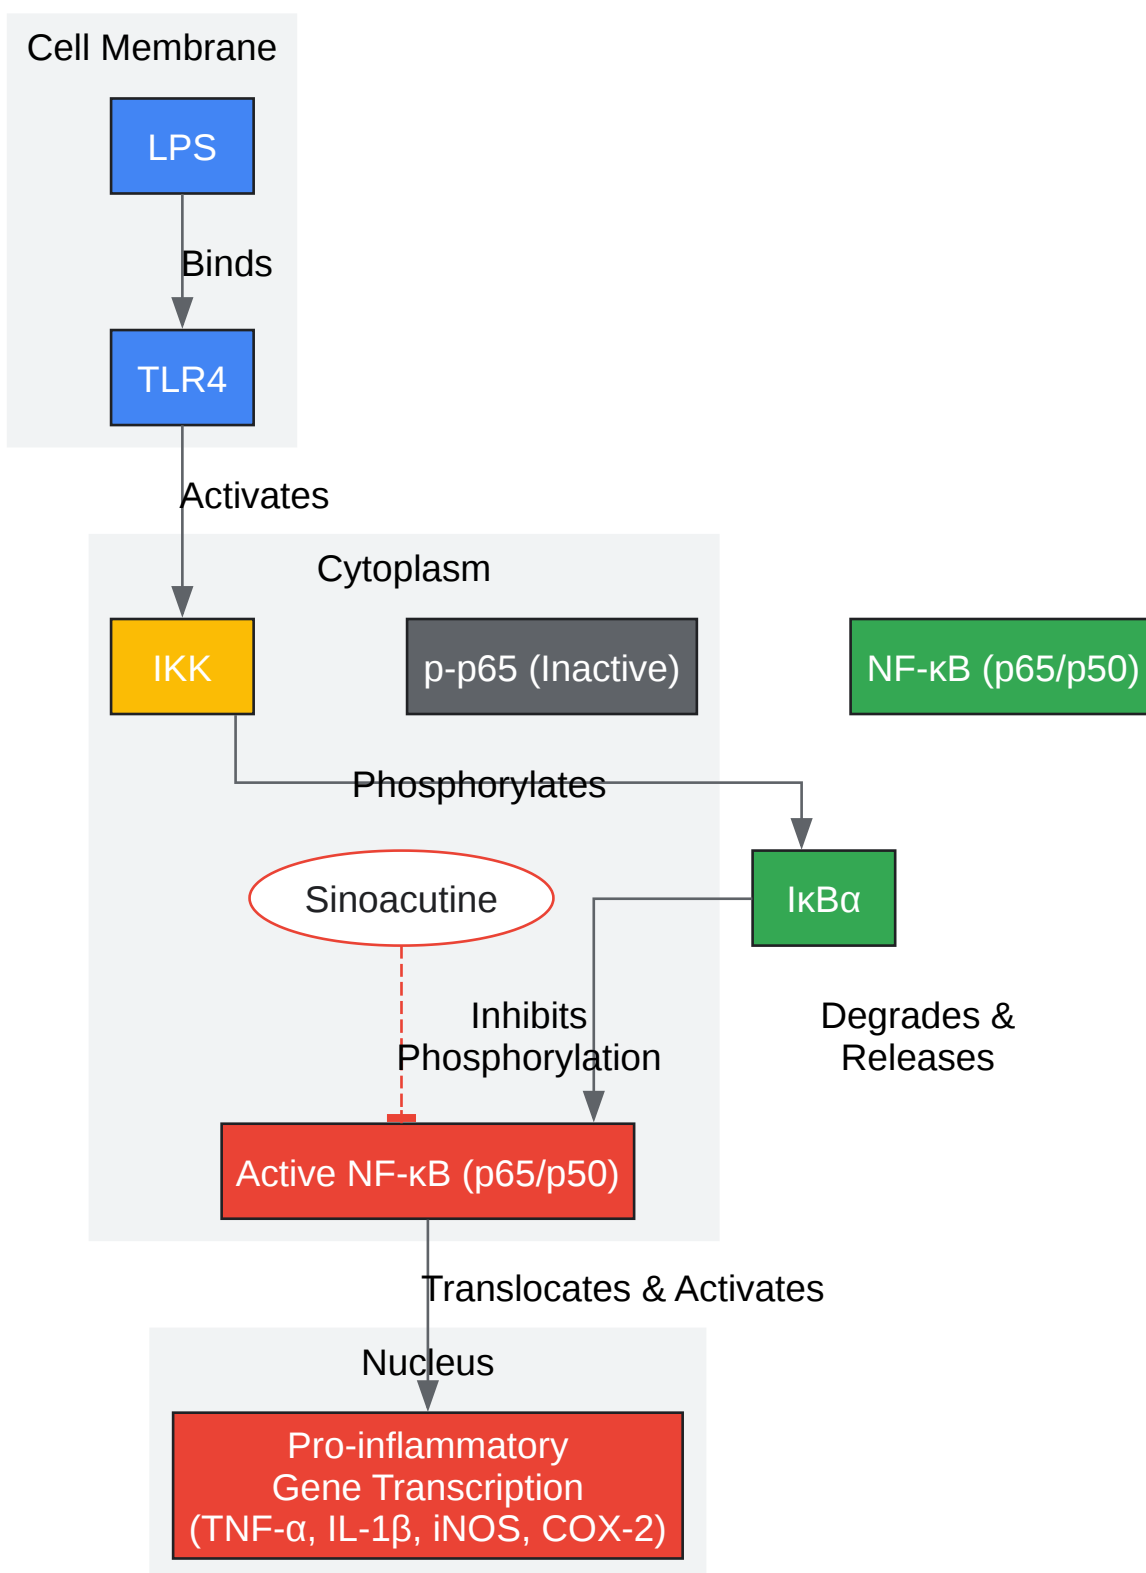 Cell Membrane
LPS
Binds
TLR4
Activates
Cytoplasm
IKK
p-p65 (Inactive)
NF-κB (p65/p50)
Phosphorylates
Sinoacutine
IκBα
Inhibits
Phosphorylation
Degrades &
Releases
Active NF-κB (p65/p50)
Translocates & Activates
Nucleus
Pro-inflammatory
Gene Transcription
(TNF-α, IL-1β, iNOS, COX-2)